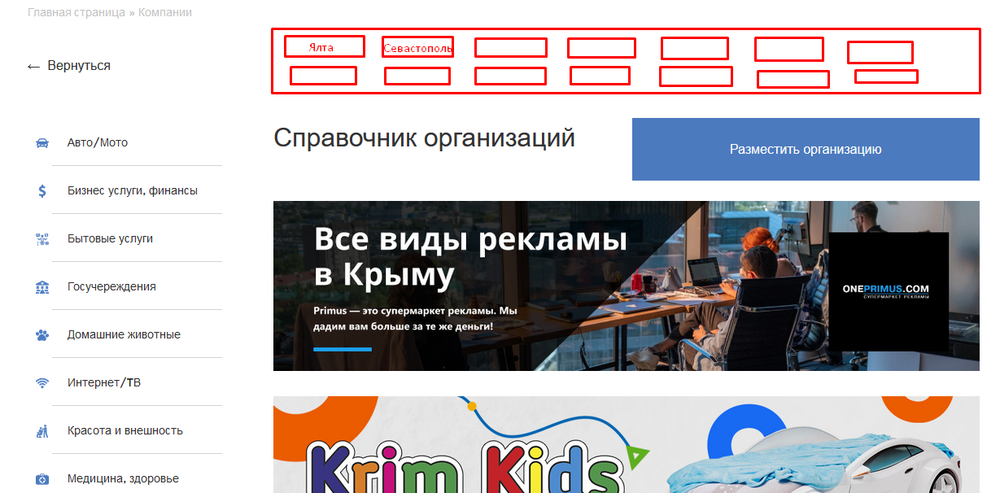 Главная страница » Компании
← Вернуться
Ялта
Севастополь
Авто/Мото
Бизнес услуги, финансы
Бытовые услуги
Госучереждения
Домашние животные
Интернет/ТВ
Красота и внешность
Медицина, здоровье
Справочник организаций
Разместить организацию
Все виды рекламы
в Крыму
Primus — это супермаркет рекламы. Мы
дадим вам больше за те же деньги!
ONEPRIMUS.COM
СУПЕРМАРКЕТ РЕКЛАМЫ
Krim Kids